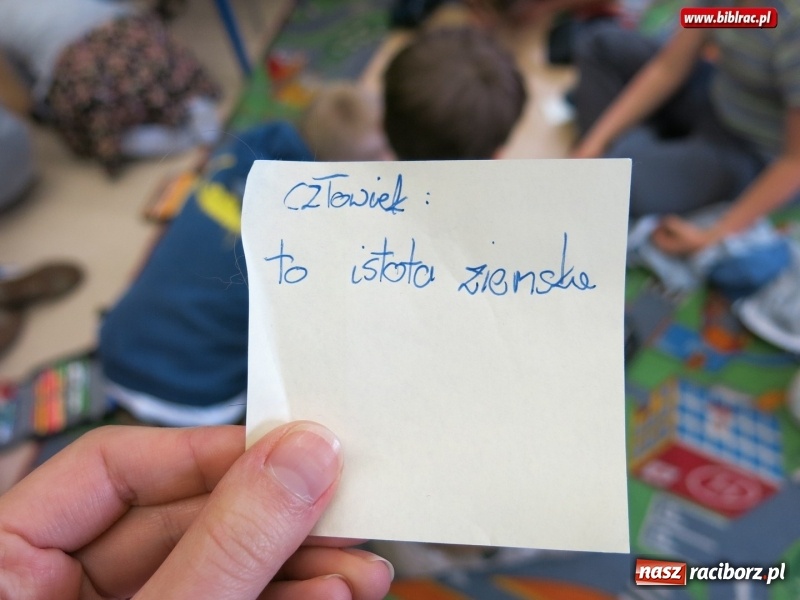 www.biblrac.pl
człowiek:
to istota ziemska
nasz raciborz.pl